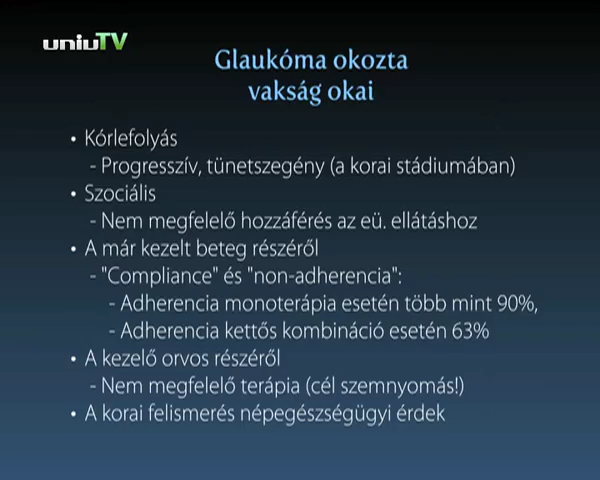 uniuTV
Glaukóma okozta
vakság okai
• Kórlefolyás
- Progresszív, tünetszegény (a korai stádiumában)
• Szociális
- Nem megfelelő hozzáférés az eü. ellátáshoz
• A már kezelt beteg részéről
- "Compliance" és "non-adherencia":
- Adherencia monoterápia esetén több mint 90%,
- Adherencia kettős kombináció esetén 63%
• A kezelő orvos részéről
- Nem megfelelő terápia (cél szemnyomás!)
• A korai felismerés népegészségügyi érdek